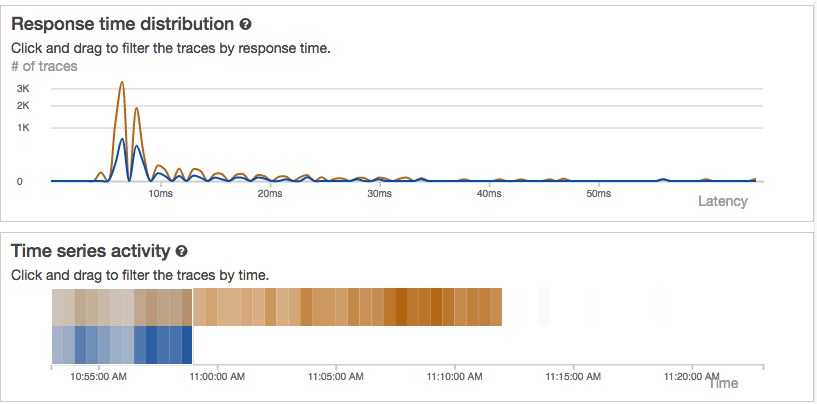 Response time distribution ?
Click and drag to filter the traces by response time.
# of traces
3K
2K
1K
0
10ms 20ms 30ms 40ms 50ms
Latency
Time series activity ?
Click and drag to filter the traces by time.
10:55:00 AM 11:00:00 AM 11:05:00 AM 11:10:00 AM 11:15:00 AM 11:20:00 AM
Time